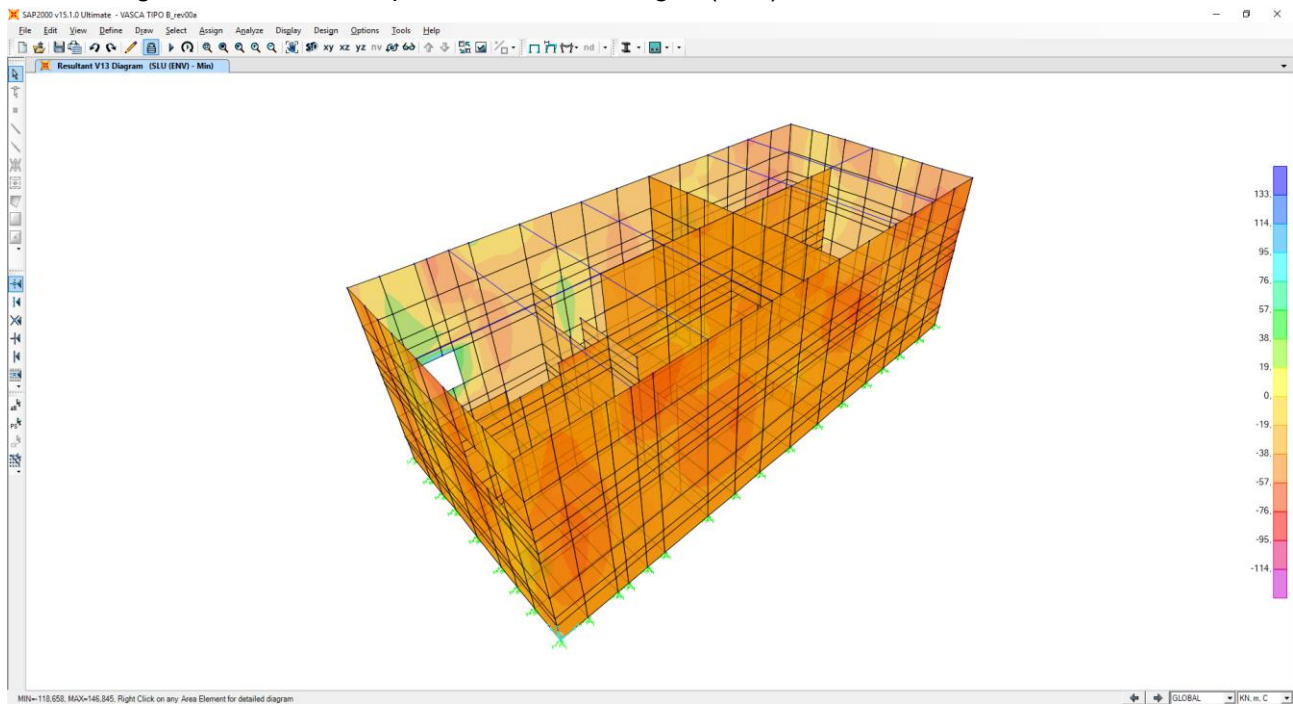 SAP2000 v15.1.0 Ultimate - VASCA TIPO B_rev00a
File Edit View Define Draw Select Assign Analyze Display Design Options Tools Help
xy xz yz nv nd
Resultant V13 Diagram (SLU (ENV) - Min)
133,
114,
95,
76,
57,
38,
19,
0,
-19,
-38,
-57,
-76,
-95,
-114,
MIN=-118,658, MAX=146,845, Right Click on any Area Element for detailed diagram
GLOBAL
KN, m, C